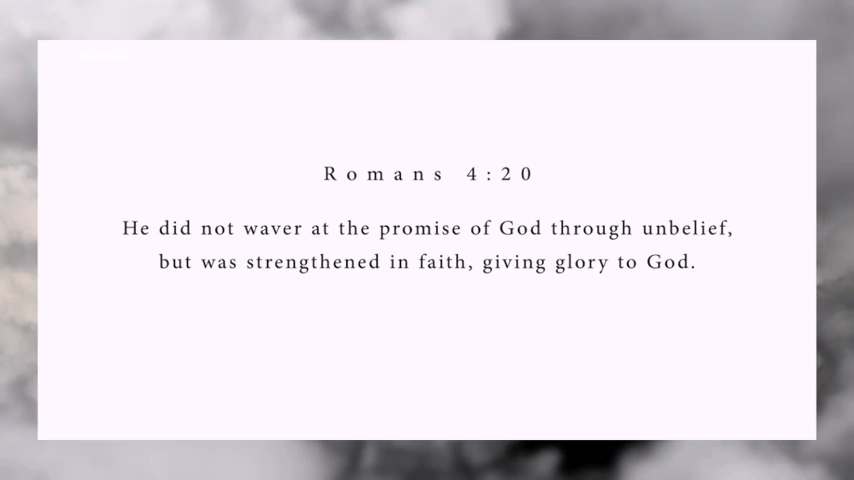 Romans 4:20
He did not waver at the promise of God through unbelief,
but was strengthened in faith, giving glory to God.